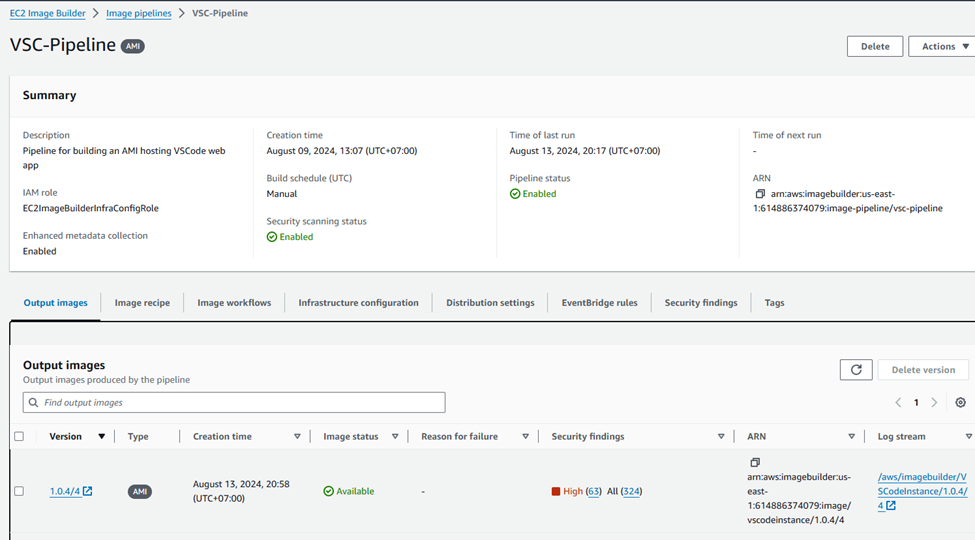 EC2 Image Builder > Image pipelines > VSC-Pipeline
VSC-Pipeline AMI
Delete
Actions
Summary
Description
Pipeline for building an AMI hosting VSCode web
app
IAM role
EC2ImageBuilderInfraConfigRole
Enhanced metadata collection
Enabled
Creation time
August 09, 2024, 13:07 (UTC+07:00)
Build schedule (UTC)
Manual
Security scanning status
Enabled
Time of last run
August 13, 2024, 20:17 (UTC+07:00)
Pipeline status
Enabled
Time of next run
-
ARN
arn:aws:imagebuilder:us-east-
1:614886374079:image-pipeline/vsc-pipeline
Output images
Image recipe
Image workflows
Infrastructure configuration
Distribution settings
EventBridge rules
Security findings
Tags
Output images
Output images produced by the pipeline
Delete version
Find output images
1
Version
Type
Creation time
Image status
Reason for failure
Security findings
ARN
Log stream
1.0.4/4
AMI
August 13, 2024, 20:58
(UTC+07:00)
Available
-
High (63) All (324)
arn:aws:imagebuilder:us-
east-
1:614886374079:image/
vscodeinstance/1.0.4/4
/aws/imagebuilder/V
SCodeInstance/1.0.4/
4